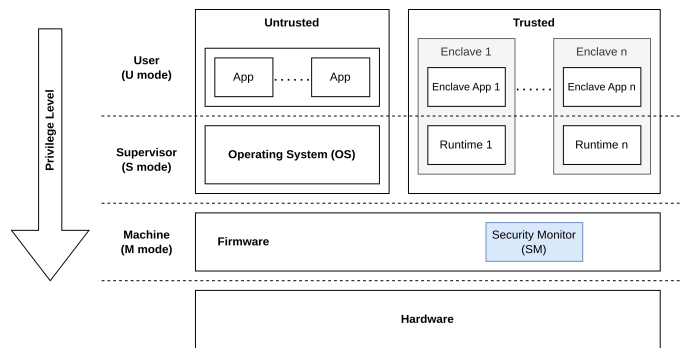 Untrusted
Trusted
Privilege Level
User
(U mode)
App
......
App
Enclave 1
Enclave App 1
......
Enclave n
Enclave App n
Supervisor
(S mode)
Operating System (OS)
Runtime 1
Runtime n
Machine
(M mode)
Firmware
Security Monitor
(SM)
Hardware